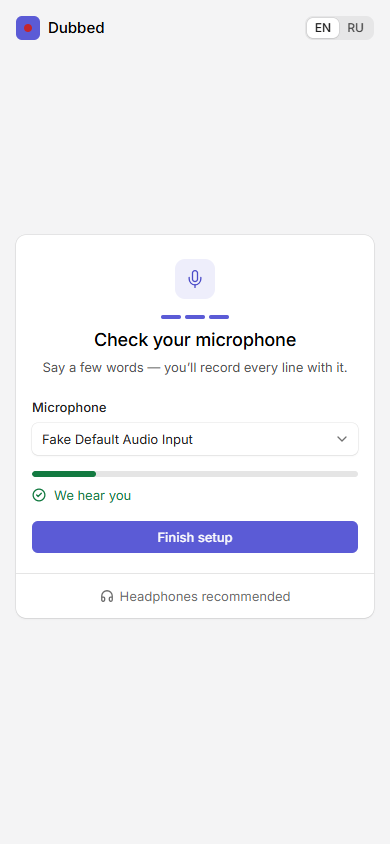 Dubbed
EN RU
Check your microphone
Say a few words — you’ll record every line with it.
Microphone
Fake Default Audio Input
We hear you
Finish setup
Headphones recommended